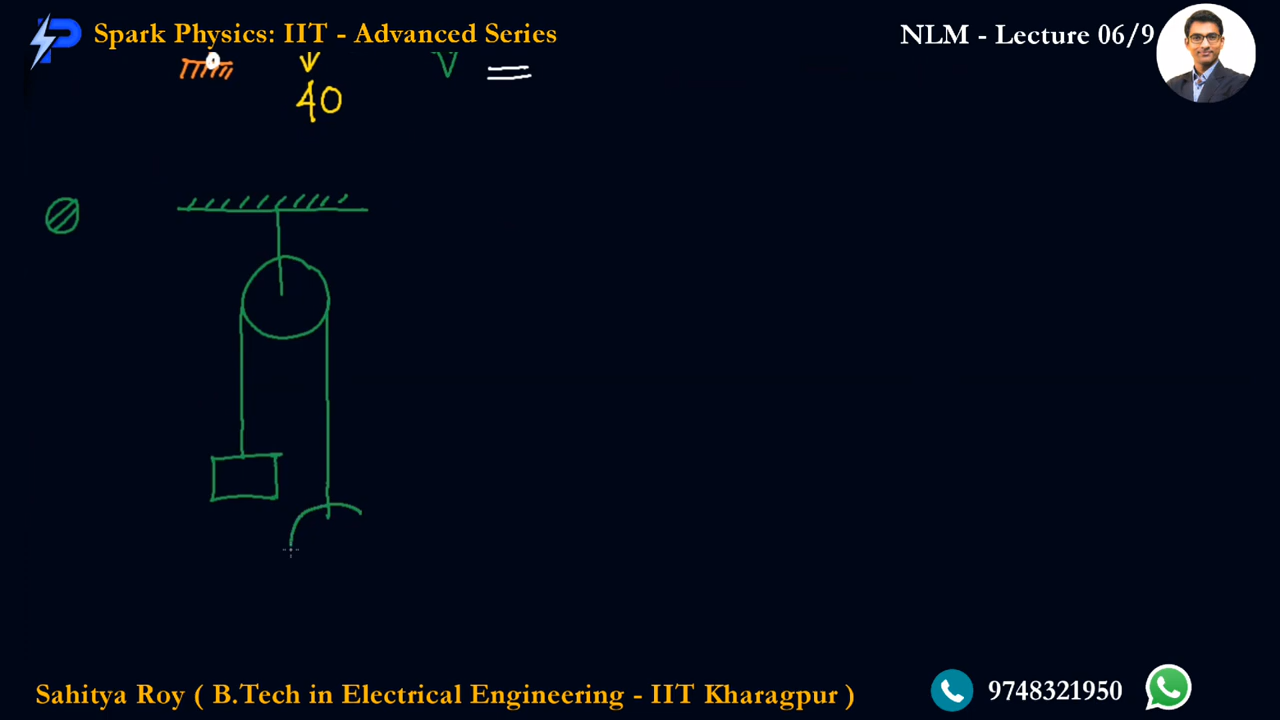 Spark Physics: IIT - Advanced Series
NLM - Lecture 06/9
40
Sahitya Roy ( B.Tech in Electrical Engineering - IIT Kharagpur )
9748321950